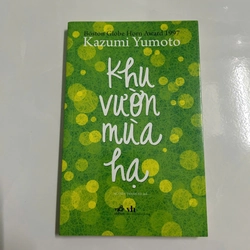 Boston Globe Horn Award 1997
Kazumi Yumoto
Khu
vườn
mùa
hạ